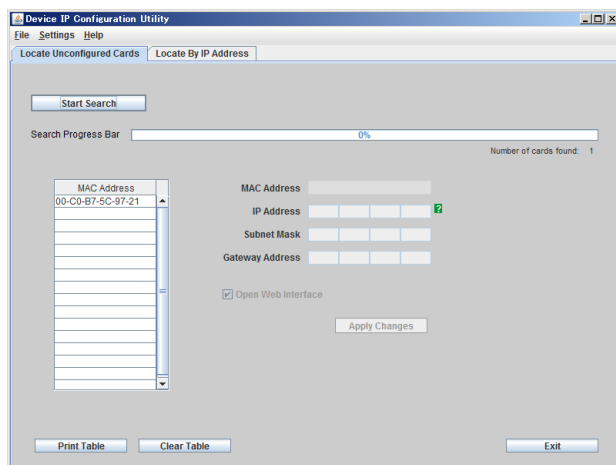 Device IP Configuration Utility
File Settings Help
Locate Unconfigured Cards Locate By IP Address
Start Search
Search Progress Bar 0%
Number of cards found: 1
MAC Address
00-C0-B7-5C-97-21
MAC Address
IP Address ?
Subnet Mask
Gateway Address
Open Web Interface
Apply Changes
Print Table Clear Table Exit